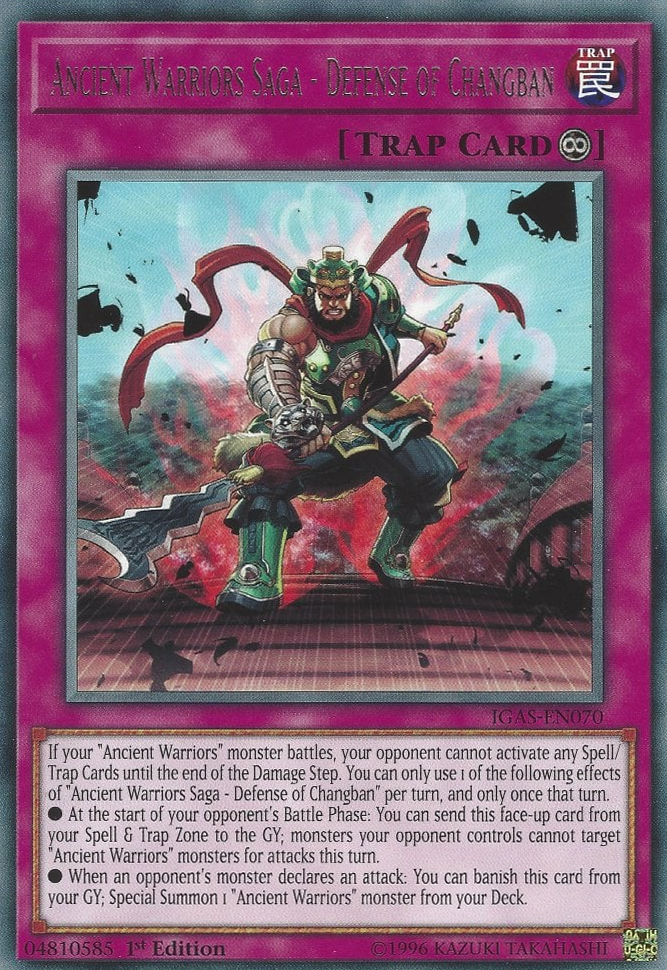 Ancient Warriors Saga - Defense of Changban
TRAP
罠
[Trap Card ∞]
IGAS-EN070
If your "Ancient Warriors" monster battles, your opponent cannot activate any Spell/
Trap Cards until the end of the Damage Step. You can only use 1 of the following effects
of "Ancient Warriors Saga - Defense of Changban" per turn, and only once that turn.
● At the start of your opponent's Battle Phase: You can send this face-up card from
your Spell & Trap Zone to the GY; monsters your opponent controls cannot target
"Ancient Warriors" monsters for attacks this turn.
● When an opponent's monster declares an attack: You can banish this card from
your GY; Special Summon 1 "Ancient Warriors" monster from your Deck.
04810585 1st Edition ©1996 KAZUKI TAKAHASHI